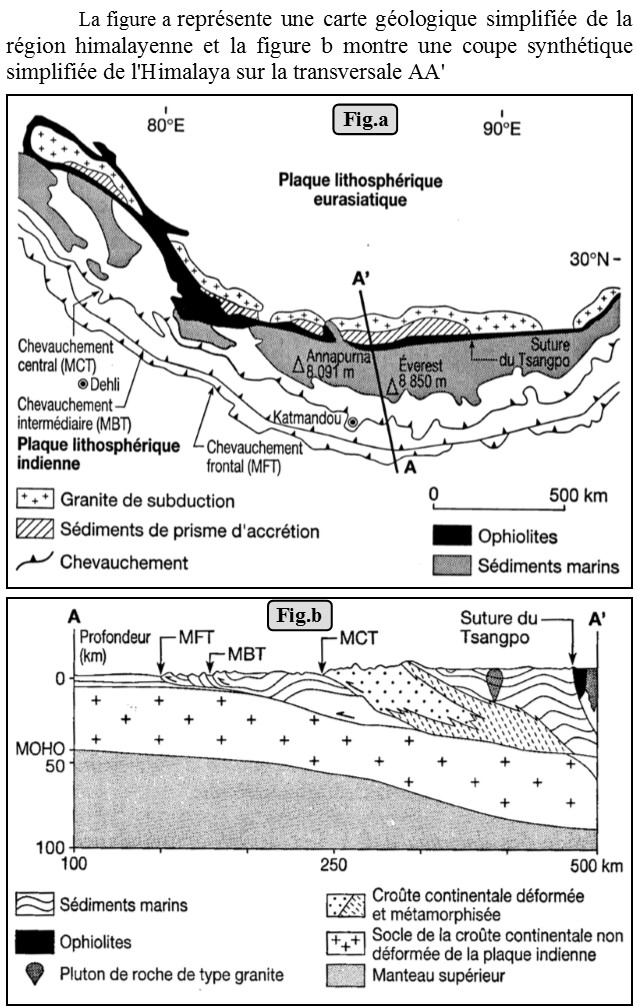 La figure a représente une carte géologique simplifiée de la
région himalayenne et la figure b montre une coupe synthétique
simplifiée de l'Himalaya sur la transversale AA'
Fig.a
80°E
90°E
Plaque lithosphérique
eurasiatique
30°N
A'
Suture
du Tsangpo
Annapurna
8 091 m
Éverest
8 850 m
Chevauchement
central (MCT)
Dehli
Chevauchement
intermédiaire (MBT)
Katmandou
Plaque lithosphérique
indienne
Chevauchement
frontal (MFT)
A
0 500 km
Granite de subduction
Sédiments de prisme d'accrétion
Chevauchement
Ophiolites
Sédiments marins
Fig.b
A
A'
Suture du
Tsangpo
Profondeur
(km)
MFT
MBT
MCT
0
MOHO
50
100
100 250 500 km
Sédiments marins
Ophiolites
Pluton de roche de type granite
Croûte continentale déformée
et métamorphisée
Socle de la croûte continentale non
déformée de la plaque indienne
Manteau supérieur